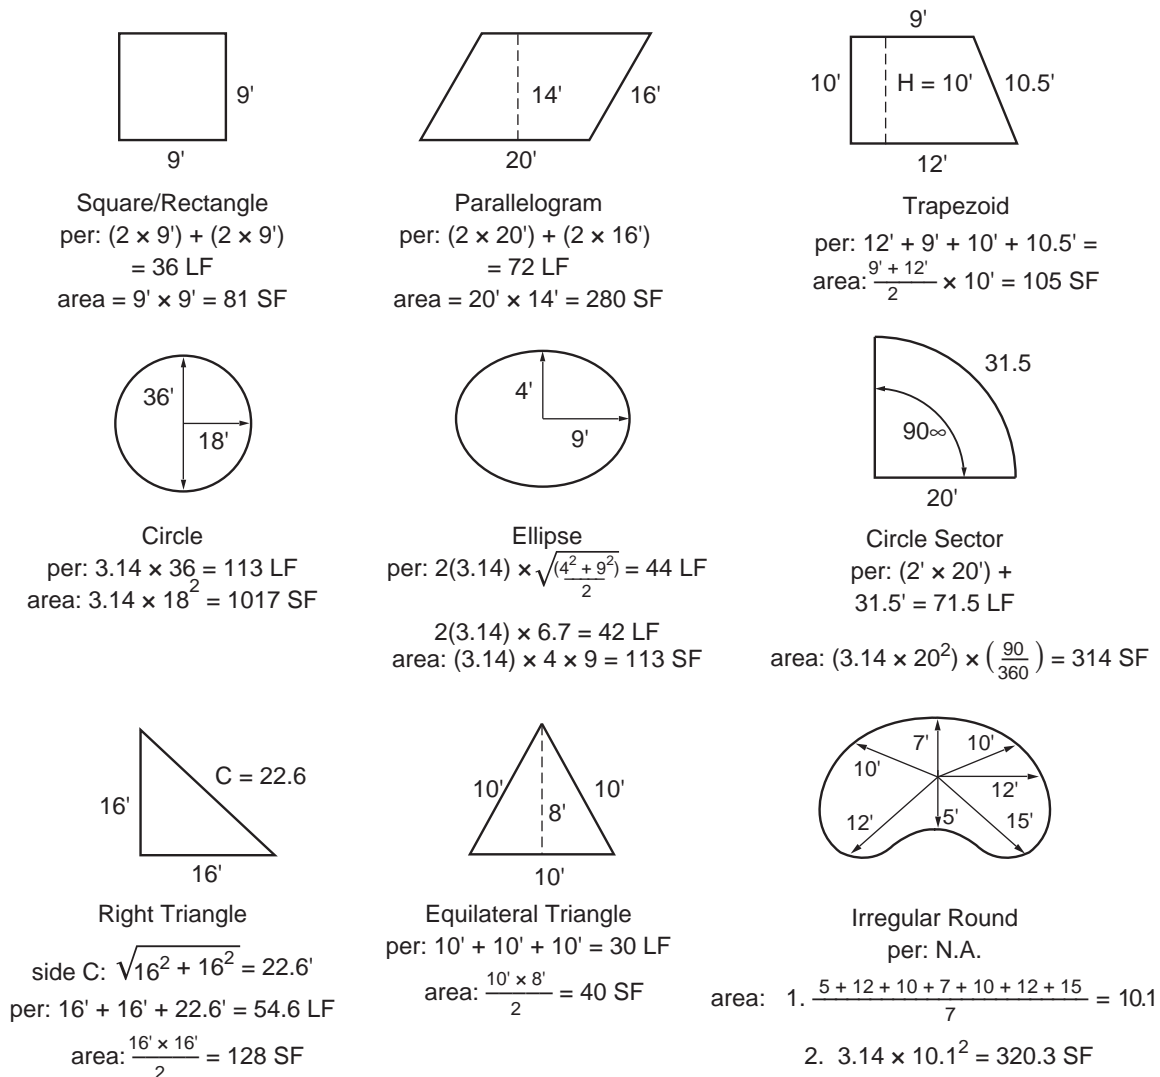 9'
9'
Square/Rectangle
per: (2 × 9') + (2 × 9')
= 36 LF
area = 9' × 9' = 81 SF
14'
16'
20'
Parallelogram
per: (2 × 20') + (2 × 16')
= 72 LF
area = 20' × 14' = 280 SF
9'
10'
H = 10'
10.5'
12'
Trapezoid
per: 12' + 9' + 10' + 10.5' =
area: (9' + 12')/2 × 10' = 105 SF
36'
18'
Circle
per: 3.14 × 36 = 113 LF
area: 3.14 × 18² = 1017 SF
4'
9'
Ellipse
per: 2(3.14) × √((4² + 9²)/2) = 44 LF
2(3.14) × 6.7 = 42 LF
area: (3.14) × 4 × 9 = 113 SF
31.5
90∞
20'
Circle Sector
per: (2' × 20') +
31.5' = 71.5 LF
area: (3.14 × 20²) × (90/360) = 314 SF
C = 22.6
16'
16'
Right Triangle
side C: √16² + 16² = 22.6'
per: 16' + 16' + 22.6' = 54.6 LF
area: 16' × 16'/2 = 128 SF
10'
10'
8'
10'
Equilateral Triangle
per: 10' + 10' + 10' = 30 LF
area: 10' × 8'/2 = 40 SF
7'
10'
10'
12'
12'
5'
15'
Irregular Round
per: N.A.
area: 1. 5 + 12 + 10 + 7 + 10 + 12 + 15/7 = 10.1
2. 3.14 × 10.1² = 320.3 SF